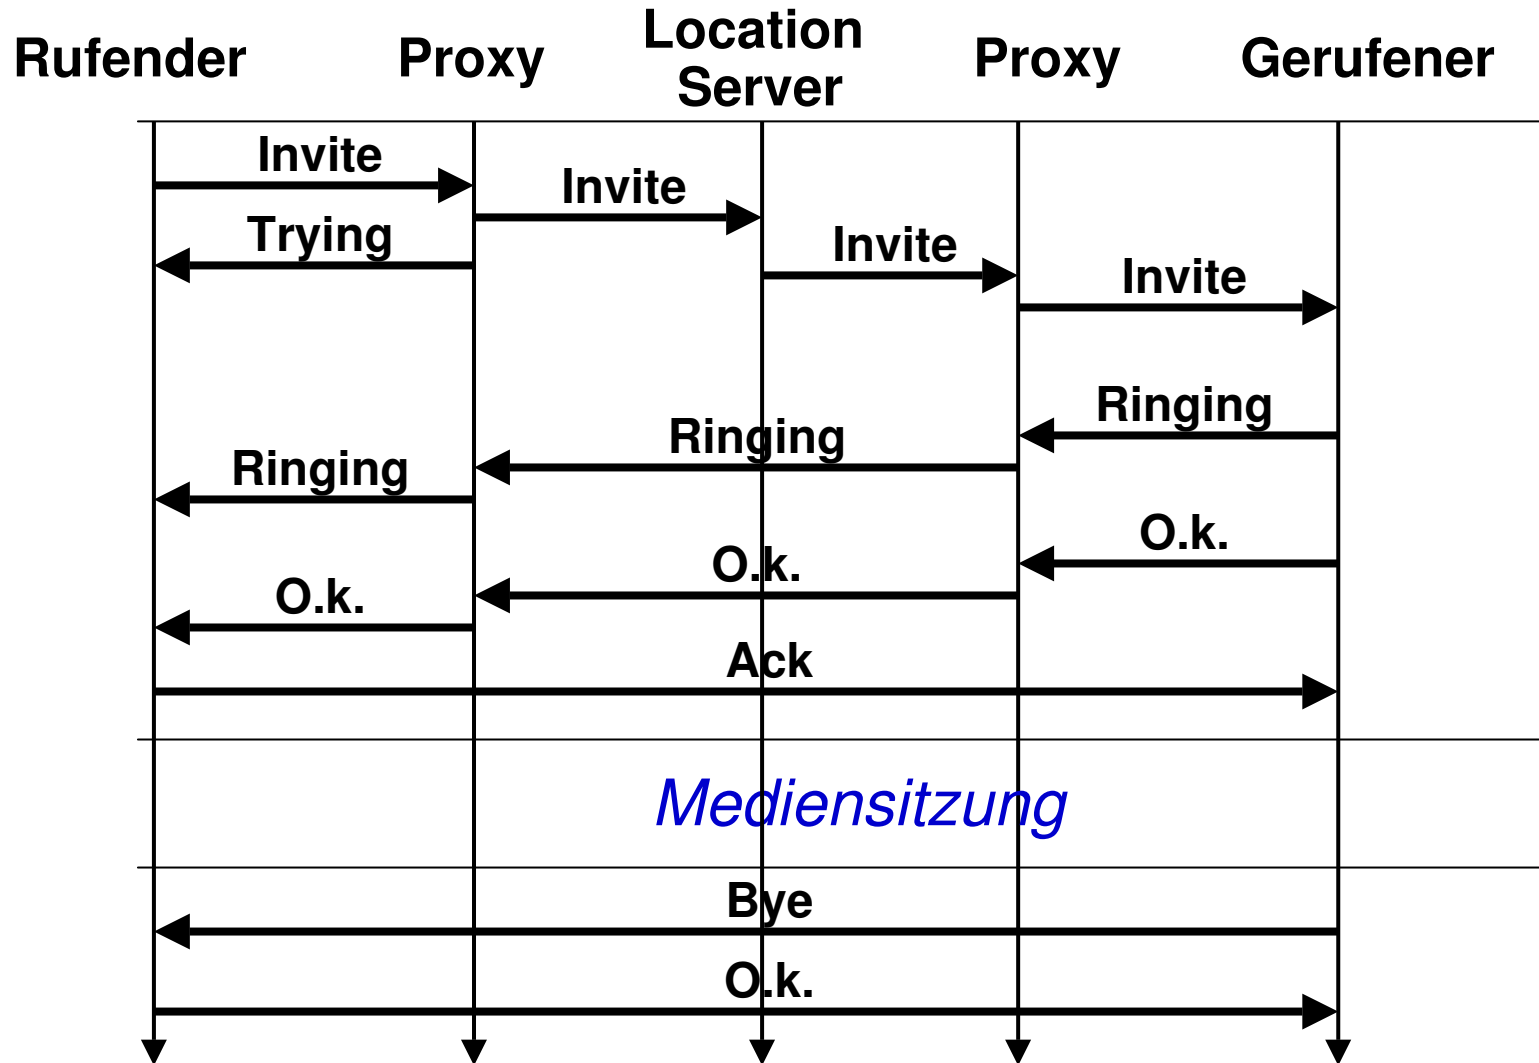 Rufender
Proxy
Location
Server
Proxy
Gerufener
Invite
Invite
Trying
Invite
Invite
Ringing
Ringing
Ringing
O.k.
O.k.
O.k.
Ack
Mediensitzung
Bye
O.k.